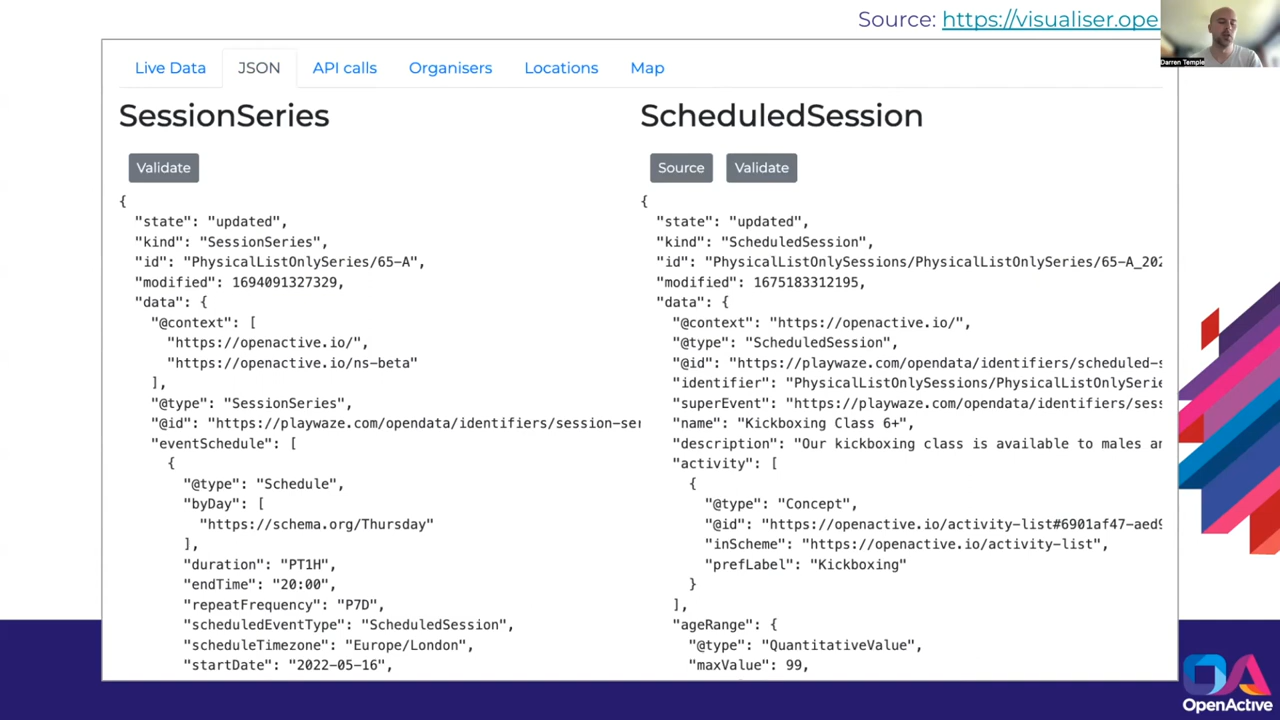 Source: https://visualiser.ope
Darren Temple
Live Data JSON API calls Organisers Locations Map
SessionSeries
Validate
{
"state": "updated",
"kind": "SessionSeries",
"id": "PhysicalListOnlySeries/65-A",
"modified": 1694091327329,
"data": {
"@context": [
"https://openactive.io/",
"https://openactive.io/ns-beta"
],
"@type": "SessionSeries",
"@id": "https://playwaze.com/opendata/identifiers/session-ser
"eventSchedule": [
{
"@type": "Schedule",
"byDay": [
"https://schema.org/Thursday"
],
"duration": "PT1H",
"endTime": "20:00",
"repeatFrequency": "P7D",
"scheduledEventType": "ScheduledSession",
"scheduleTimezone": "Europe/London",
"startDate": "2022-05-16",
ScheduledSession
Source Validate
{
"state": "updated",
"kind": "ScheduledSession",
"id": "PhysicalListOnlySessions/PhysicalListOnlySeries/65-A_202
"modified": 1675183312195,
"data": {
"@context": "https://openactive.io/",
"@type": "ScheduledSession",
"@id": "https://playwaze.com/opendata/identifiers/scheduled-s
"identifier": "PhysicalListOnlySessions/PhysicalListOnlySerie
"superEvent": "https://playwaze.com/opendata/identifiers/sess
"name": "Kickboxing Class 6+",
"description": "Our kickboxing class is available to males an
"activity": [
{
"@type": "Concept",
"@id": "https://openactive.io/activity-list#6901af47-aed9
"inScheme": "https://openactive.io/activity-list",
"prefLabel": "Kickboxing"
}
],
"ageRange": {
"@type": "QuantitativeValue",
"maxValue": 99,
OA
OpenActive